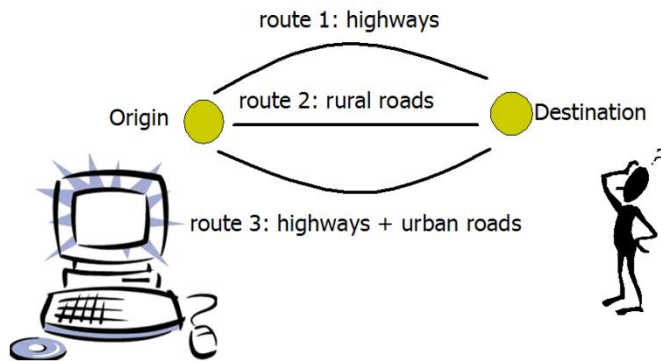 route 1: highways
Origin
route 2: rural roads
Destination
route 3: highways + urban roads
?